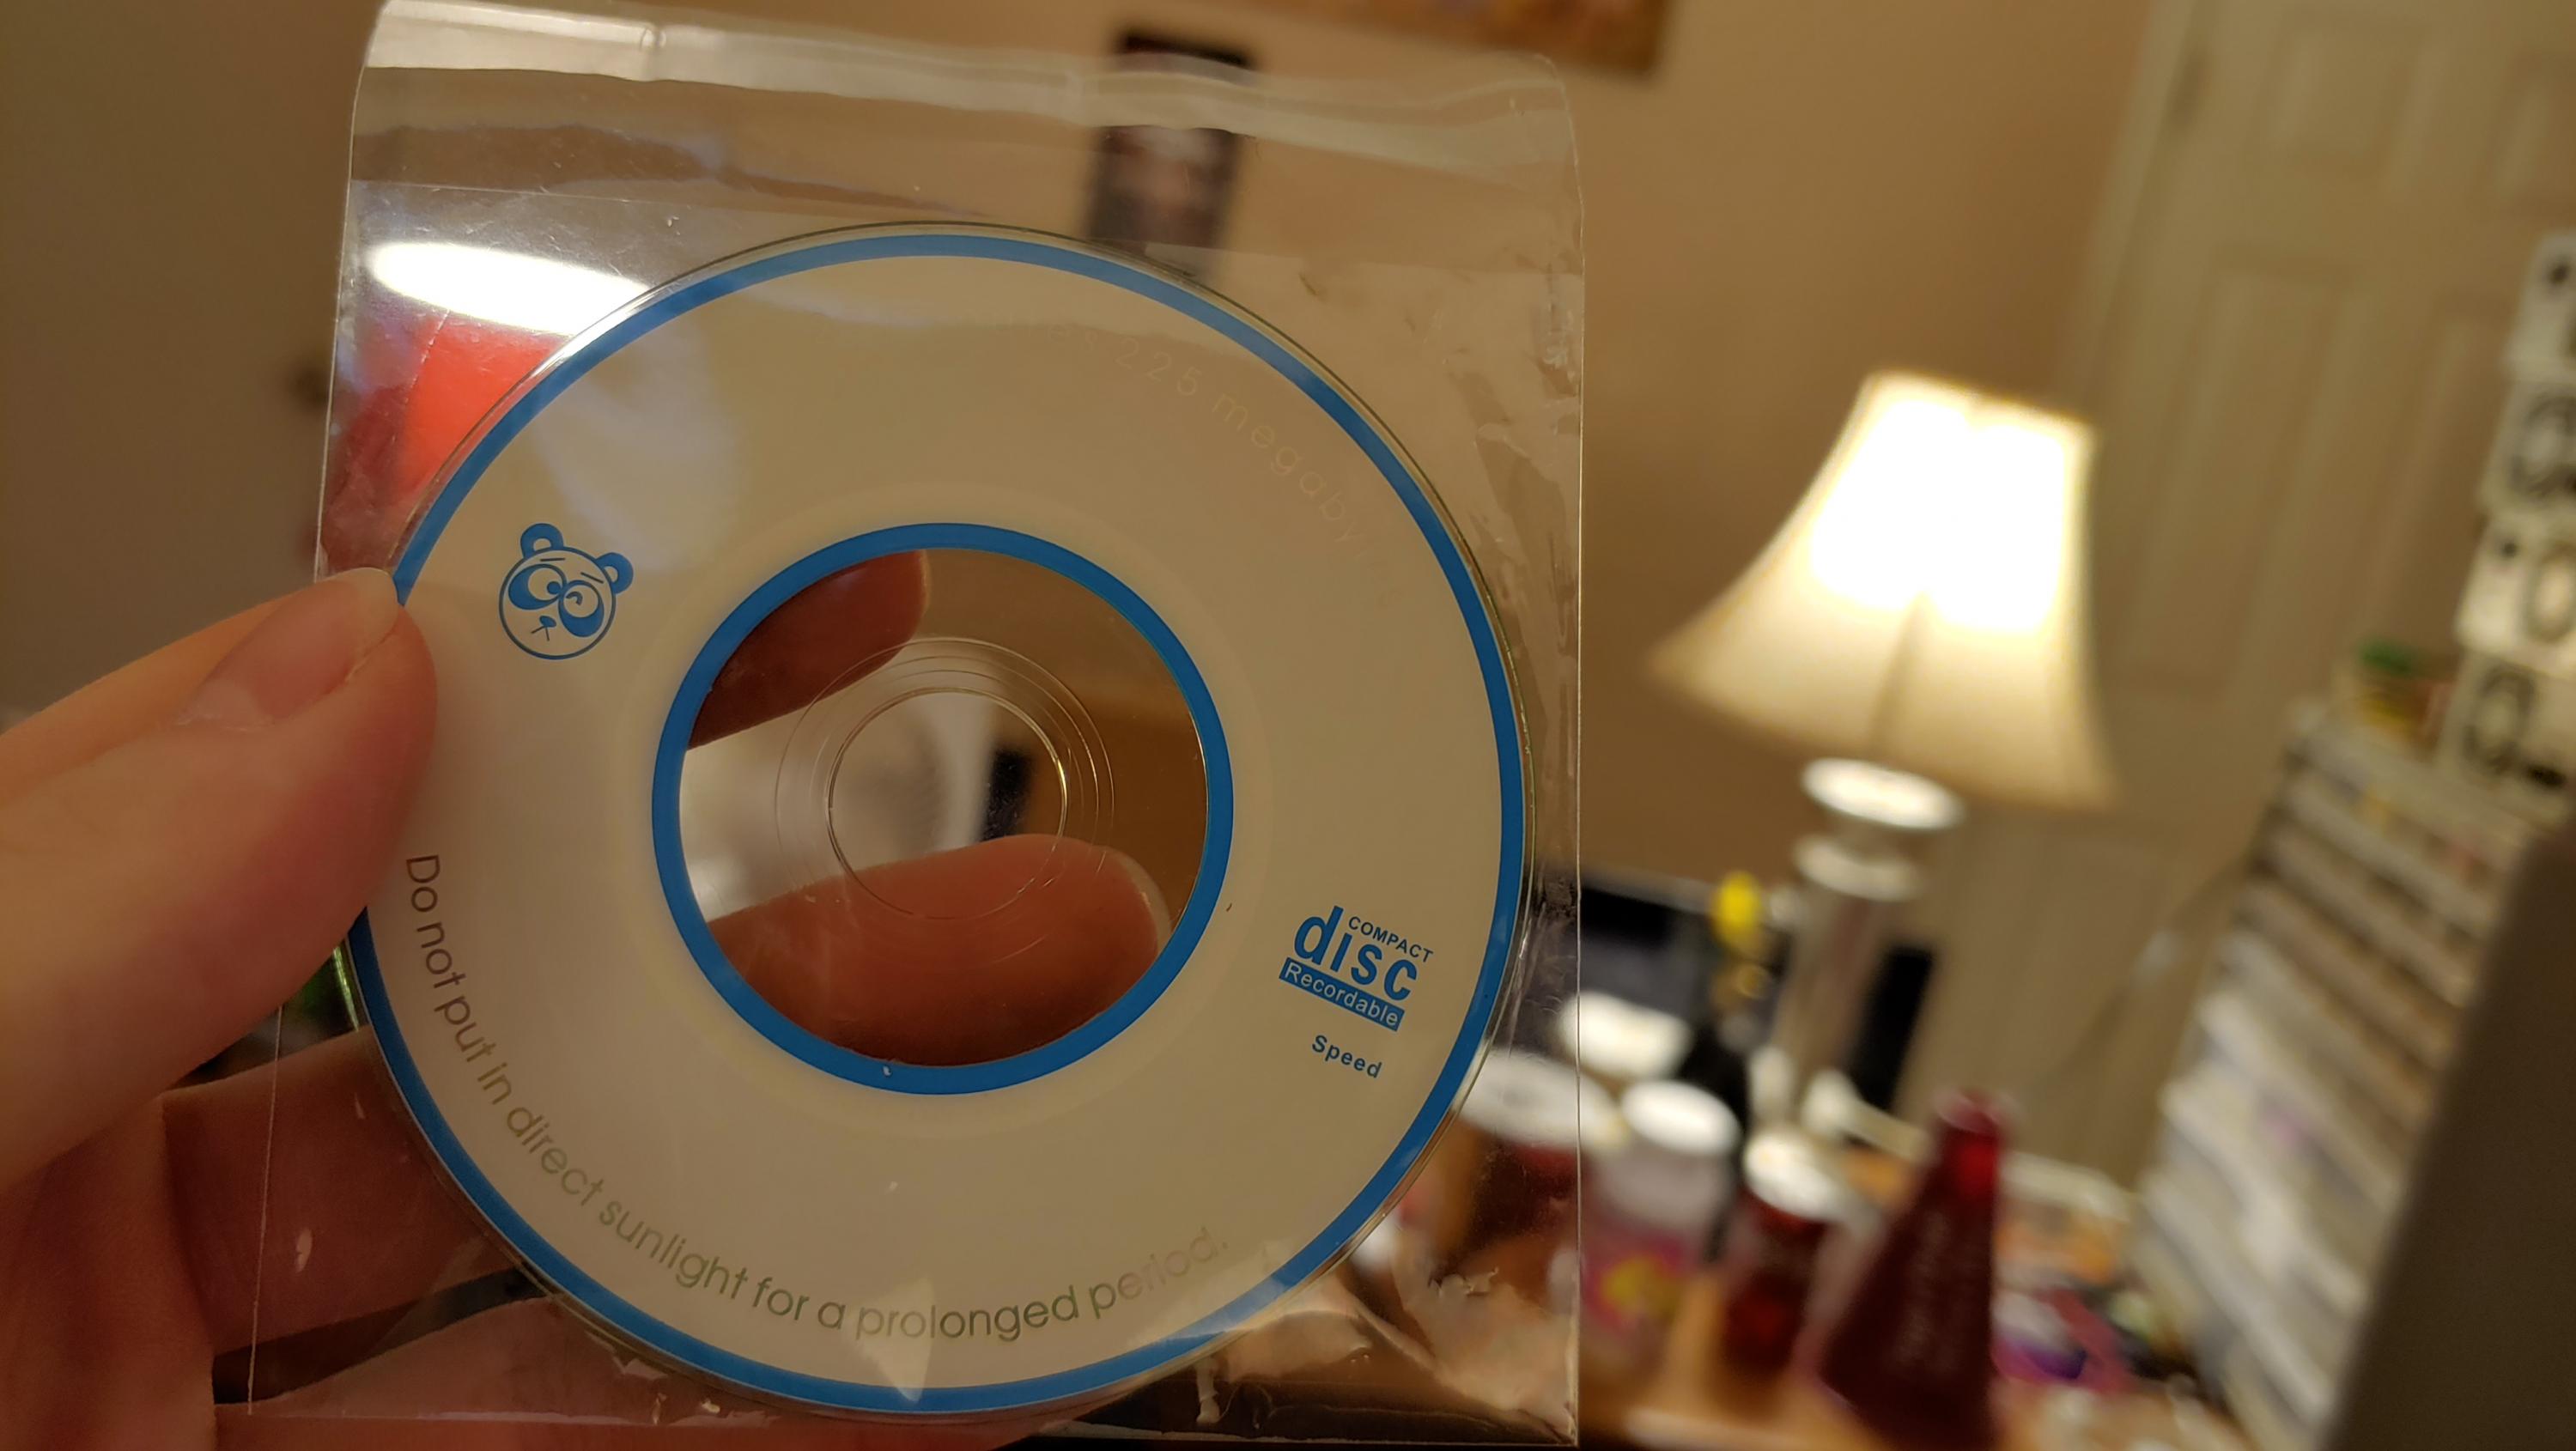 225 megaby
COMPACT
disc
Recordable
Speed
Do not put in direct sunlight for a prolonged period.